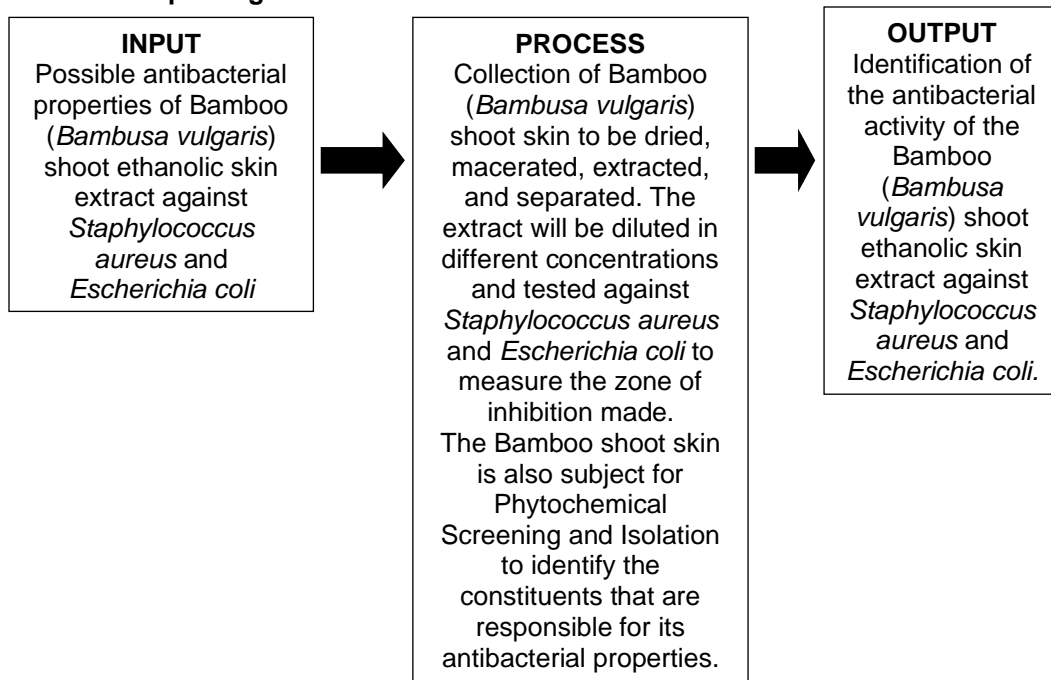 INPUT
Possible antibacterial
properties of Bamboo
(Bambusa vulgaris)
shoot ethanolic skin
extract against
Staphylococcus
aureus and
Escherichia coli
PROCESS
Collection of Bamboo
(Bambusa vulgaris)
shoot skin to be dried,
macerated, extracted,
and separated. The
extract will be diluted in
different concentrations
and tested against
Staphylococcus aureus
and Escherichia coli to
measure the zone of
inhibition made.
The Bamboo shoot skin
is also subject for
Phytochemical
Screening and Isolation
to identify the
constituents that are
responsible for its
antibacterial properties.
OUTPUT
Identification of
the antibacterial
activity of the
Bamboo
(Bambusa
vulgaris) shoot
ethanolic skin
extract against
Staphylococcus
aureus and
Escherichia coli.